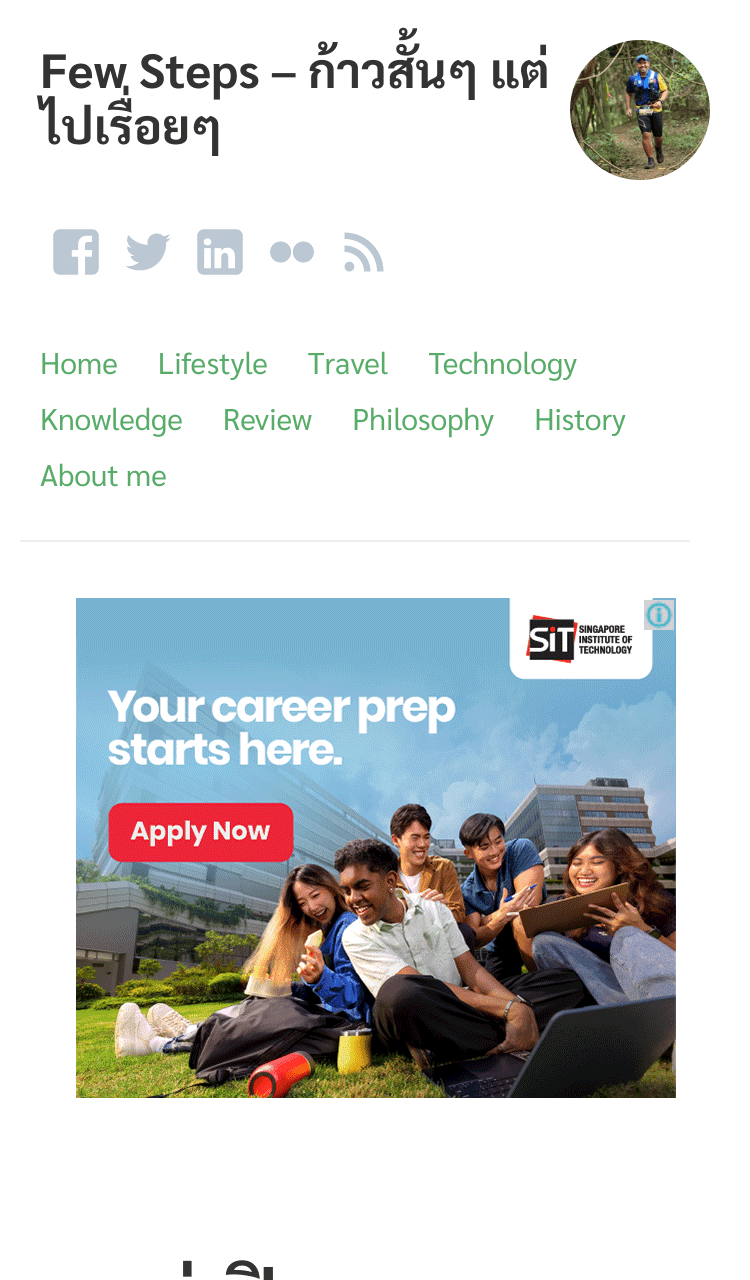 Few Steps – ก้าวสั้นๆ แต่
ไปเรื่อยๆ
Home Lifestyle Travel Technology
Knowledge Review Philosophy History
About me
SiT SINGAPORE
INSTITUTE OF
TECHNOLOGY
Your career prep
starts here.
Apply Now